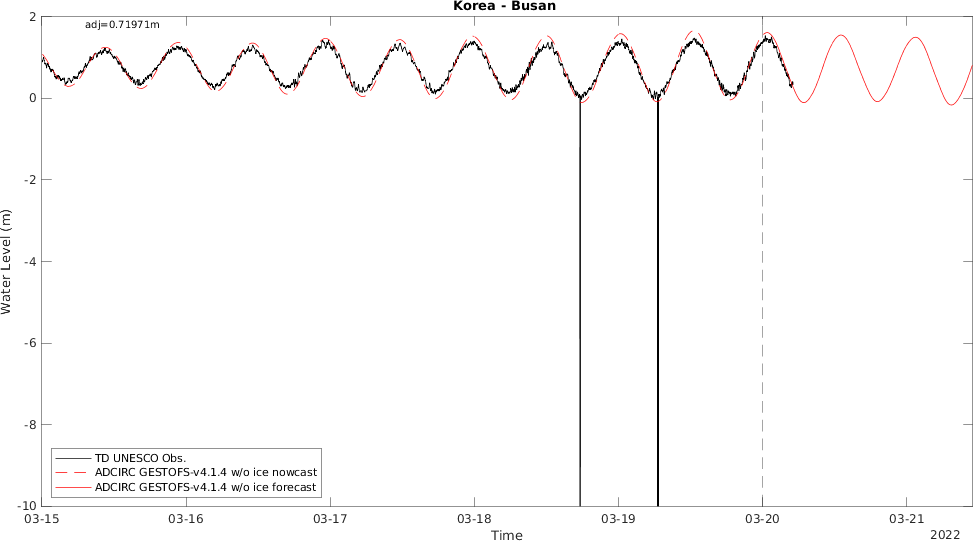 Korea - Busan
adj=0.71971m
2
0
-2
-4
-6
-8
-10
Water Level (m)
TD UNESCO Obs.
ADCIRC GESTOFS-v4.1.4 w/o ice nowcast
ADCIRC GESTOFS-v4.1.4 w/o ice forecast
03-15 03-16 03-17 03-18 03-19 03-20 03-21
Time
2022